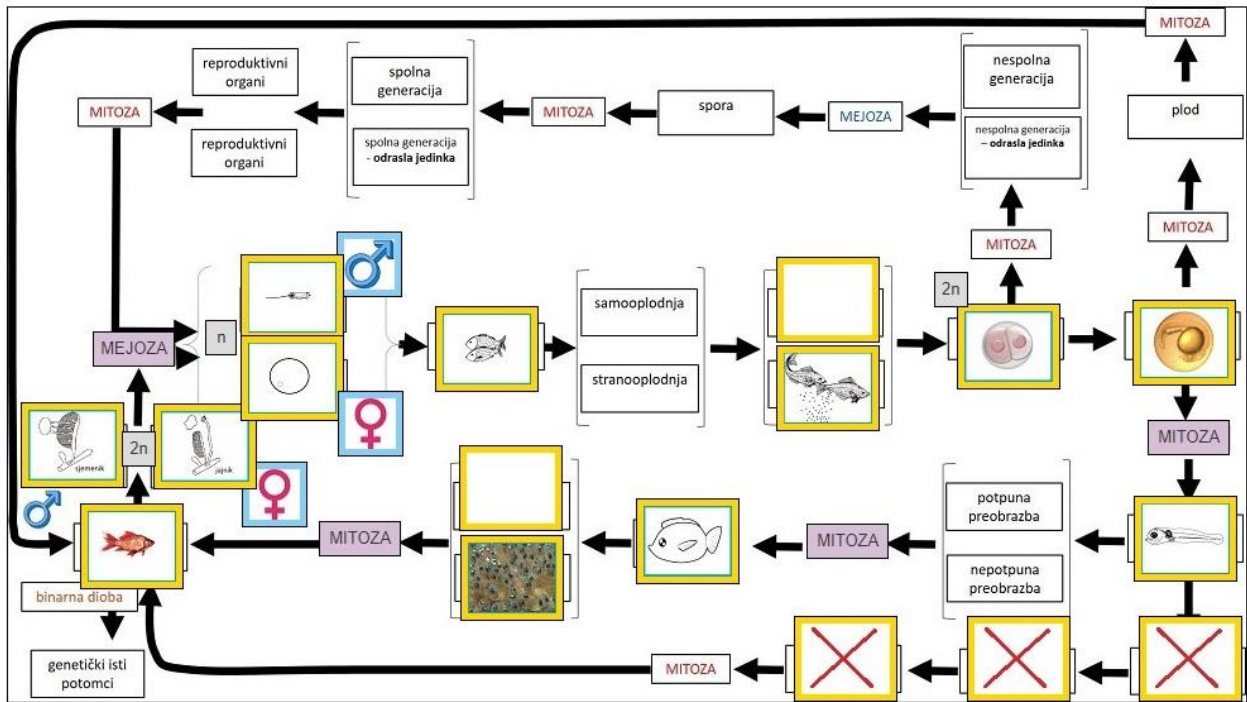 MITOZA
reproduktivni
organi
spolna
generacija
nespolna
generacija
plod
MITOZA
MITOZA
spora
MEJOZA
reproduktivni
organi
spolna generacija
- odrasla jedinka
nespolna generacija
– odrasla jedinka
MITOZA
MITOZA
2n
n
samooplodnja
MEJOZA
stranooplodnja
sjemenik
2n
jajnik
MITOZA
potpuna
preobrazba
MITOZA
MITOZA
nepotpuna
preobrazba
binarna dioba
genetički isti
potomci
MITOZA